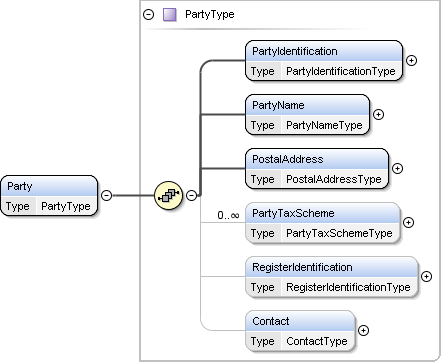 PartyType
PartyIdentification
Type PartyIdentificationType
PartyName
Type PartyNameType
PostalAddress
Type PostalAddressType
Party
Type PartyType
0..∞
PartyTaxScheme
Type PartyTaxSchemeType
RegisterIdentification
Type RegisterIdentificationType
Contact
Type ContactType